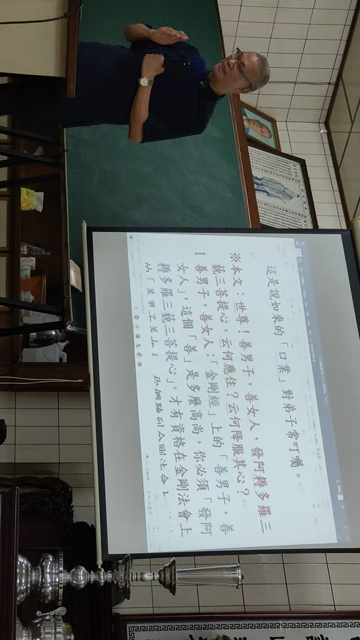 這是說如來的「口業」對弟子常叮嚀。
※本文：世尊！善男子，善女人，發阿耨多羅三
藐三菩提心，云何應住？云何降服其心？
1 善男子，善女人：「金剛經」上的「善男子，善
女人」，這個「善」是多麼高尚，你必須「發阿
耨多羅三藐三菩提心」，才有資格在金剛法會上